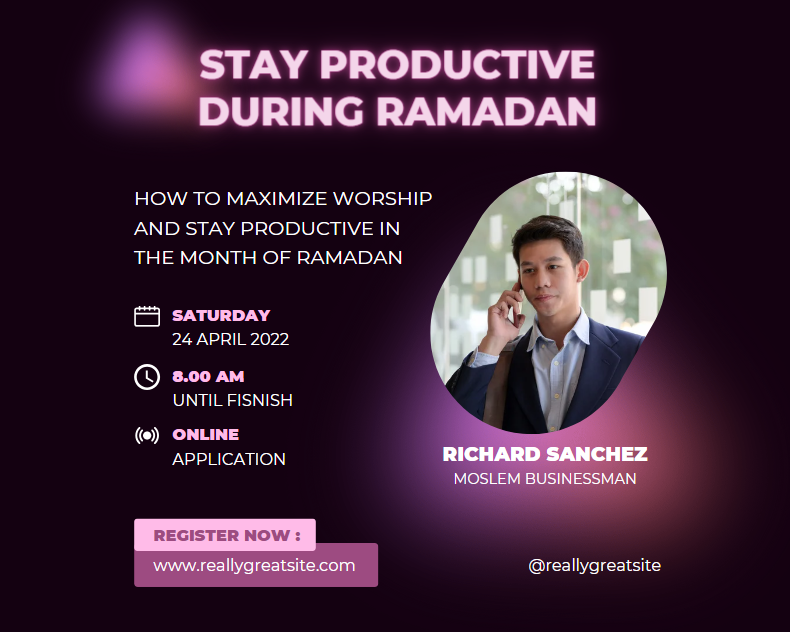 STAY PRODUCTIVE
DURING RAMADAN
HOW TO MAXIMIZE WORSHIP
AND STAY PRODUCTIVE IN
THE MONTH OF RAMADAN
SATURDAY
24 APRIL 2022
8.00 AM
UNTIL FISNISH
ONLINE
APPLICATION
RICHARD SANCHEZ
MOSLEM BUSINESSMAN
REGISTER NOW :
www.reallygreatsite.com
@reallygreatsite